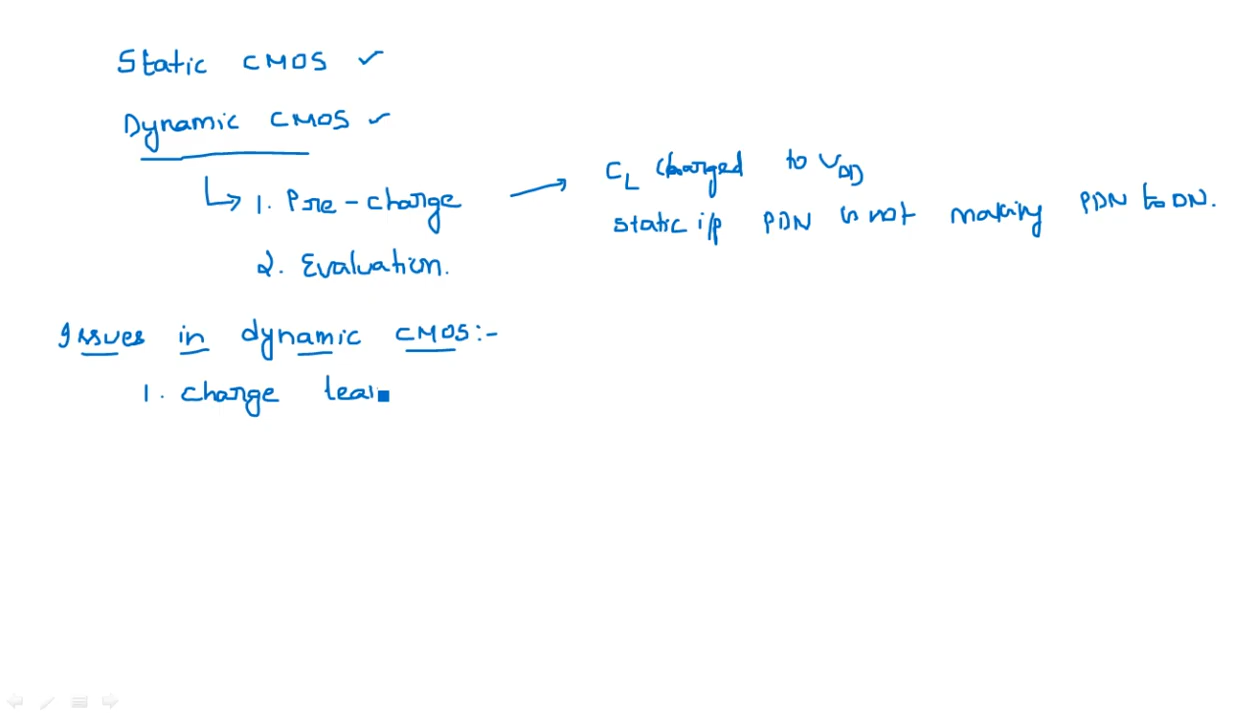 Static CMOS ✓
Dynamic CMOS ✓
↳ 1. Pre-charge → CL charged to VDD
static i/p PDN is not making PDN to ON.
2. Evaluation.
Issues in dynamic CMOS:-
1. charge leak